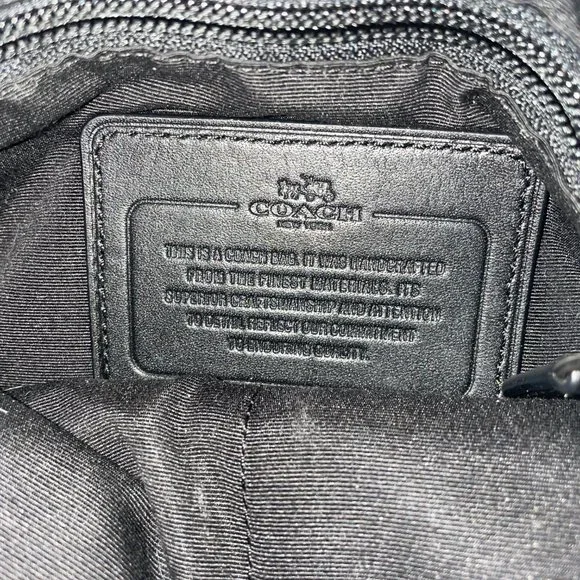 COACH
NEW YORK
THIS IS A COACH BAG. IT WAS HANDCRAFTED
FROM THE FINEST MATERIALS. ITS
SUPERIOR CRAFTSMANSHIP AND ATTENTION
TO DETAIL REFLECT OUR COMMITMENT
TO ENDURING QUALITY.